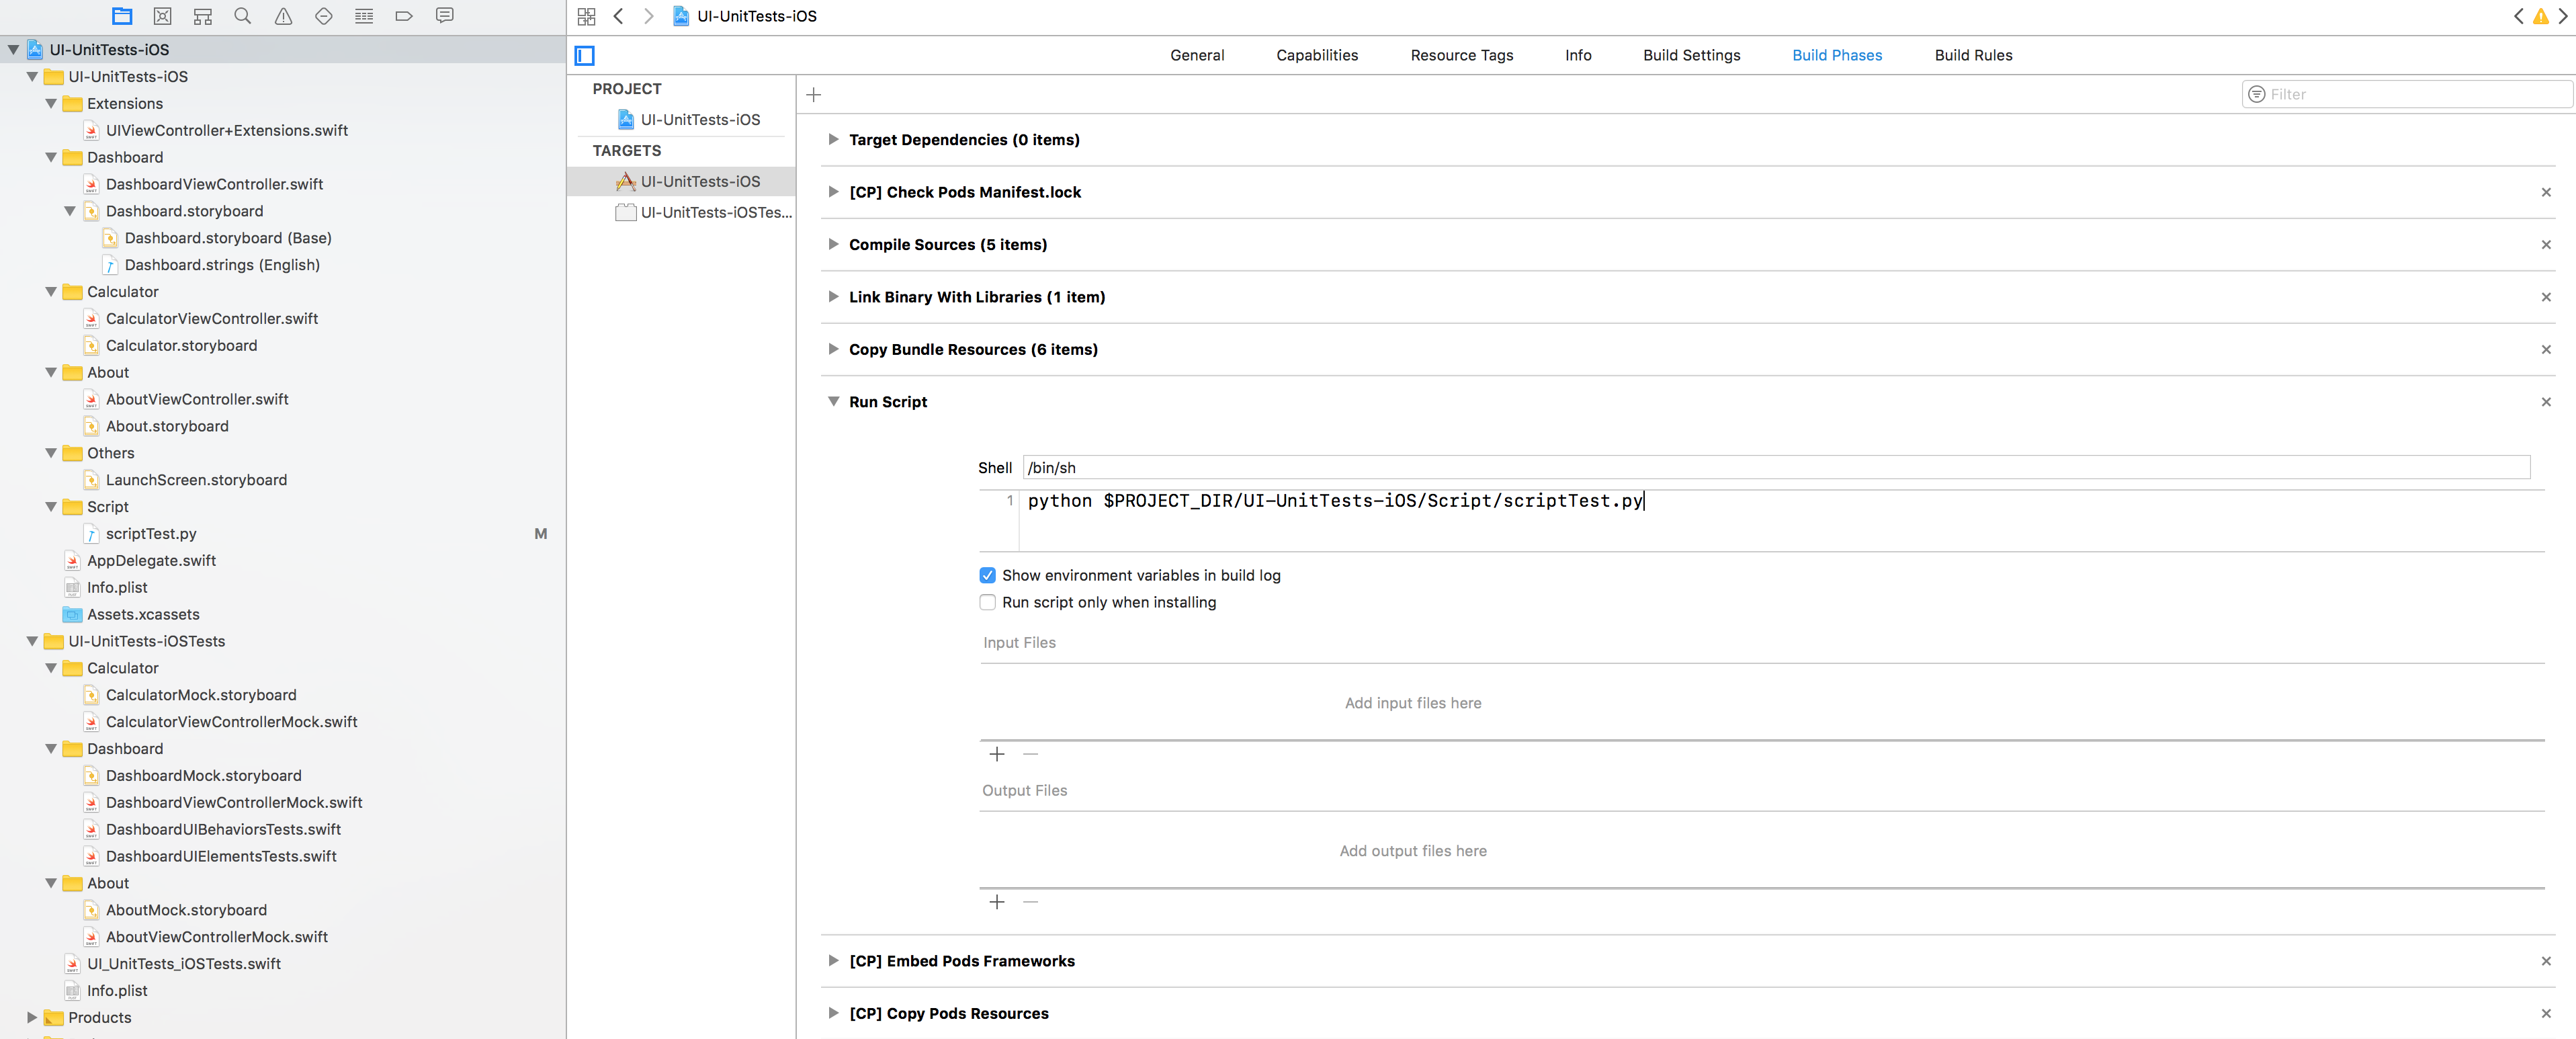 UI-UnitTests-iOS
UI-UnitTests-iOS
Extensions
UIViewController+Extensions.swift
Dashboard
DashboardViewController.swift
Dashboard.storyboard
Dashboard.storyboard (Base)
Dashboard.strings (English)
Calculator
CalculatorViewController.swift
Calculator.storyboard
About
AboutViewController.swift
About.storyboard
Others
LaunchScreen.storyboard
Script
scriptTest.py M
AppDelegate.swift
Info.plist
Assets.xcassets
UI-UnitTests-iOSTests
Calculator
CalculatorMock.storyboard
CalculatorViewControllerMock.swift
Dashboard
DashboardMock.storyboard
DashboardViewControllerMock.swift
DashboardUIBehaviorsTests.swift
DashboardUIElementsTests.swift
About
AboutMock.storyboard
AboutViewControllerMock.swift
UI_UnitTests_iOSTests.swift
Info.plist
Products
UI-UnitTests-iOS
General Capabilities Resource Tags Info Build Settings Build Phases Build Rules
PROJECT
UI-UnitTests-iOS
TARGETS
UI-UnitTests-iOS
UI-UnitTests-iOSTes...
Filter
Target Dependencies (0 items)
[CP] Check Pods Manifest.lock
Compile Sources (5 items)
Link Binary With Libraries (1 item)
Copy Bundle Resources (6 items)
Run Script
Shell /bin/sh
1 python $PROJECT_DIR/UI-UnitTests-iOS/Script/scriptTest.py
Show environment variables in build log
Run script only when installing
Input Files
Add input files here
Output Files
Add output files here
[CP] Embed Pods Frameworks
[CP] Copy Pods Resources